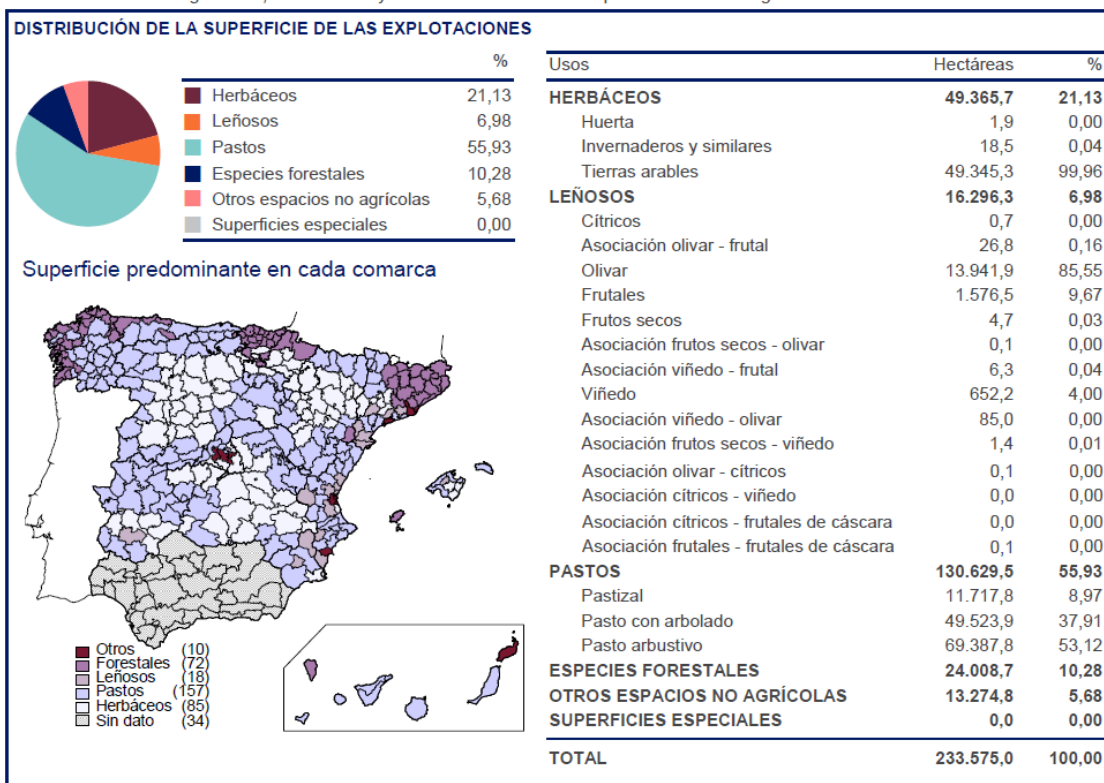 DISTRIBUCIÓN DE LA SUPERFICIE DE LAS EXPLOTACIONES
%
Herbáceos 21,13
Leñosos 6,98
Pastos 55,93
Especies forestales 10,28
Otros espacios no agrícolas 5,68
Superficies especiales 0,00
Superficie predominante en cada comarca
Otros (10)
Forestales (72)
Leñosos (18)
Pastos (157)
Herbáceos (85)
Sin dato (34)
Usos Hectáreas %
HERBÁCEOS 49.365,7 21,13
Huerta 1,9 0,00
Invernaderos y similares 18,5 0,04
Tierras arables 49.345,3 99,96
LEÑOSOS 16.296,3 6,98
Cítricos 0,7 0,00
Asociación olivar - frutal 26,8 0,16
Olivar 13.941,9 85,55
Frutales 1.576,5 9,67
Frutos secos 4,7 0,03
Asociación frutos secos - olivar 0,1 0,00
Asociación viñedo - frutal 6,3 0,04
Viñedo 652,2 4,00
Asociación viñedo - olivar 85,0 0,00
Asociación frutos secos - viñedo 1,4 0,01
Asociación olivar - cítricos 0,1 0,00
Asociación cítricos - viñedo 0,0 0,00
Asociación cítricos - frutales de cáscara 0,0 0,00
Asociación frutales - frutales de cáscara 0,1 0,00
PASTOS 130.629,5 55,93
Pastizal 11.717,8 8,97
Pasto con arbolado 49.523,9 37,91
Pasto arbustivo 69.387,8 53,12
ESPECIES FORESTALES 24.008,7 10,28
OTROS ESPACIOS NO AGRÍCOLAS 13.274,8 5,68
SUPERFICIES ESPECIALES 0,0 0,00
TOTAL 233.575,0 100,00